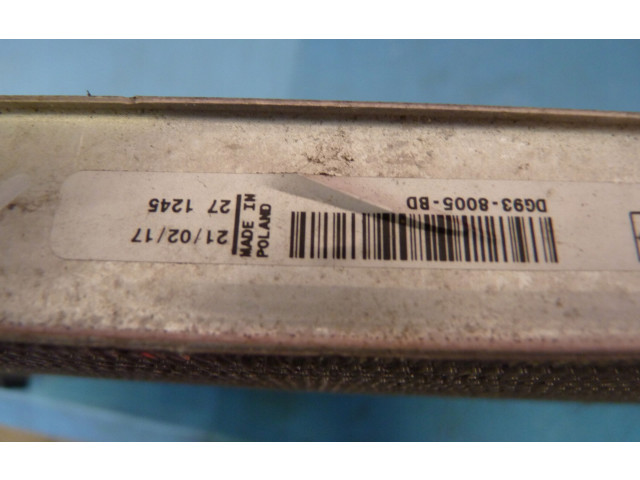 DG93-8005-BD
MADE IN
POLAND
21/02/17
27 1245